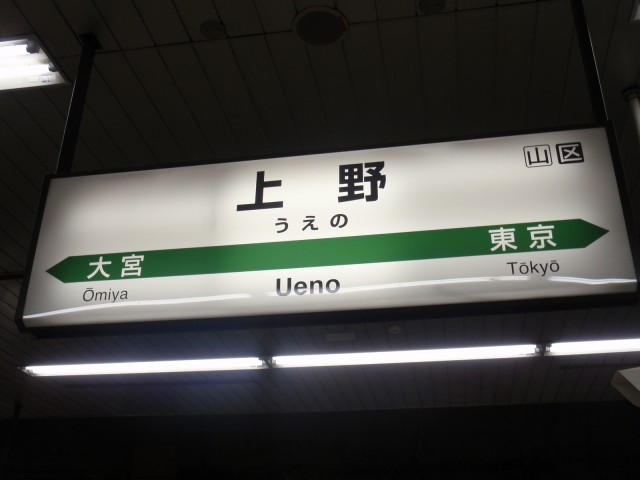 山区
上野
うえの
大宮 東京
Ōmiya Ueno Tōkyō